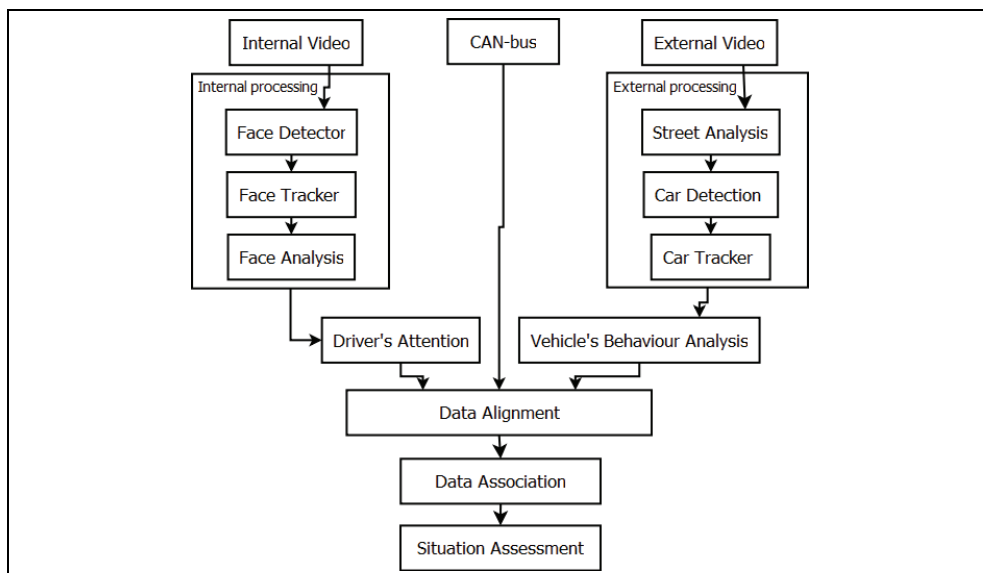 Internal Video
CAN-bus
External Video
Internal processing
External processing
Face Detector
Street Analysis
Face Tracker
Car Detection
Face Analysis
Car Tracker
Driver's Attention
Vehicle's Behaviour Analysis
Data Alignment
Data Association
Situation Assessment